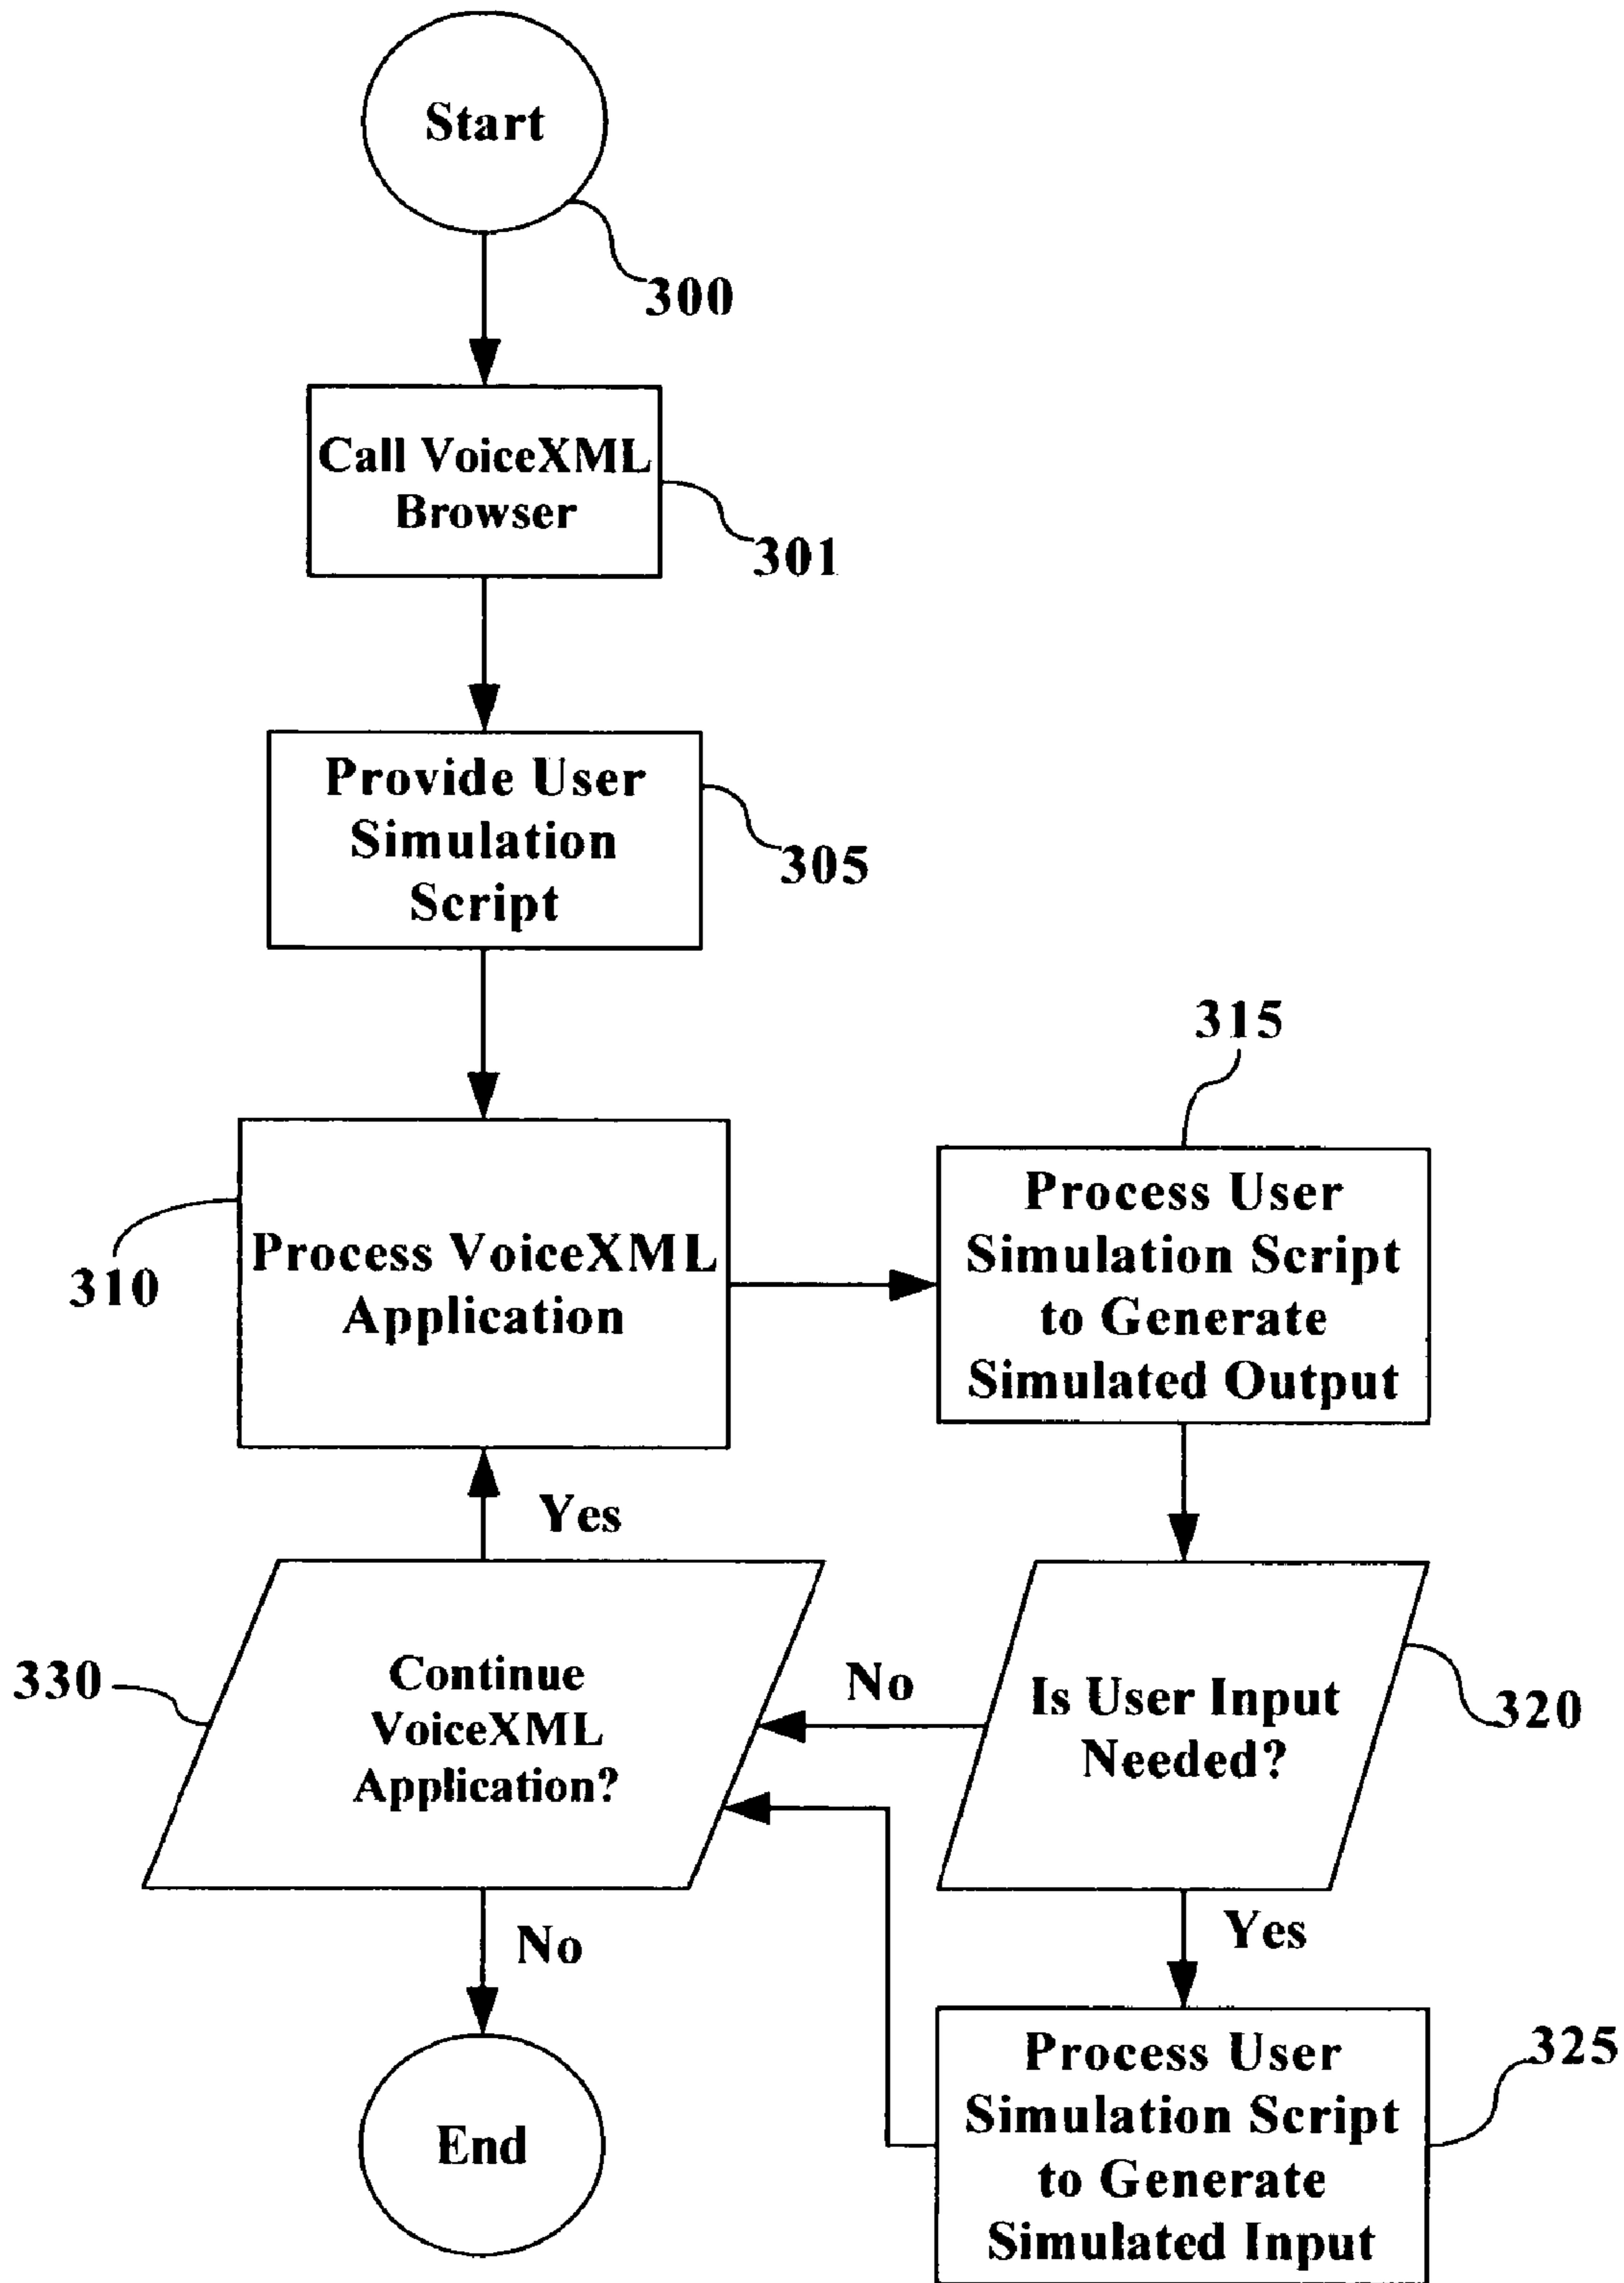 Start
300
Call VoiceXML
Browser
301
Provide User
Simulation
Script
305
315
Process VoiceXML
Application
310
Process User
Simulation Script
to Generate
Simulated Output
Yes
330
Continue
VoiceXML
Application?
No
Is User Input
Needed?
320
No
Yes
End
Process User
Simulation Script
to Generate
Simulated Input
325